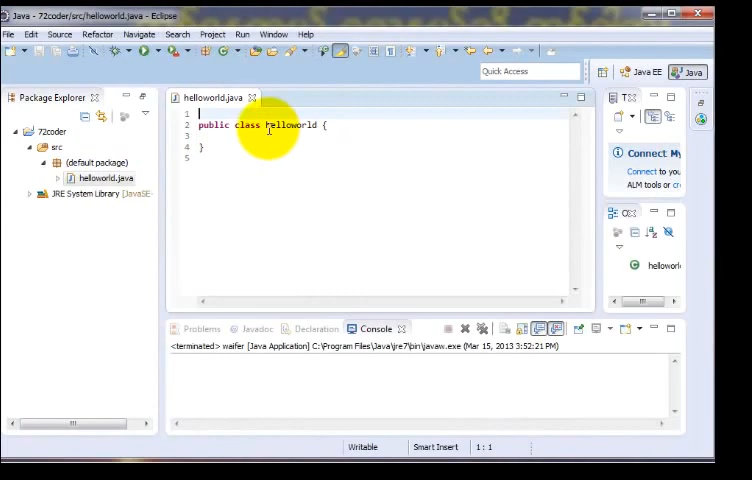 Java - 72coder/src/helloworld.java - Eclipse
File Edit Source Refactor Navigate Search Project Run Window Help
Quick Access
Java EE
Java
Package Explorer
helloworld.java
72coder
src
(default package)
helloworld.java
JRE System Library [JavaSE-
1
2 public class helloworld {
3
4 }
5
Connect My
Connect to you
ALM tools or cr
hellowor
Problems Javadoc Declaration Console
<terminated> waifer [Java Application] C:\Program Files\Java\jre7\bin\javaw.exe (Mar 15, 2013 3:52:21 PM)
Writable Smart Insert 1 : 1